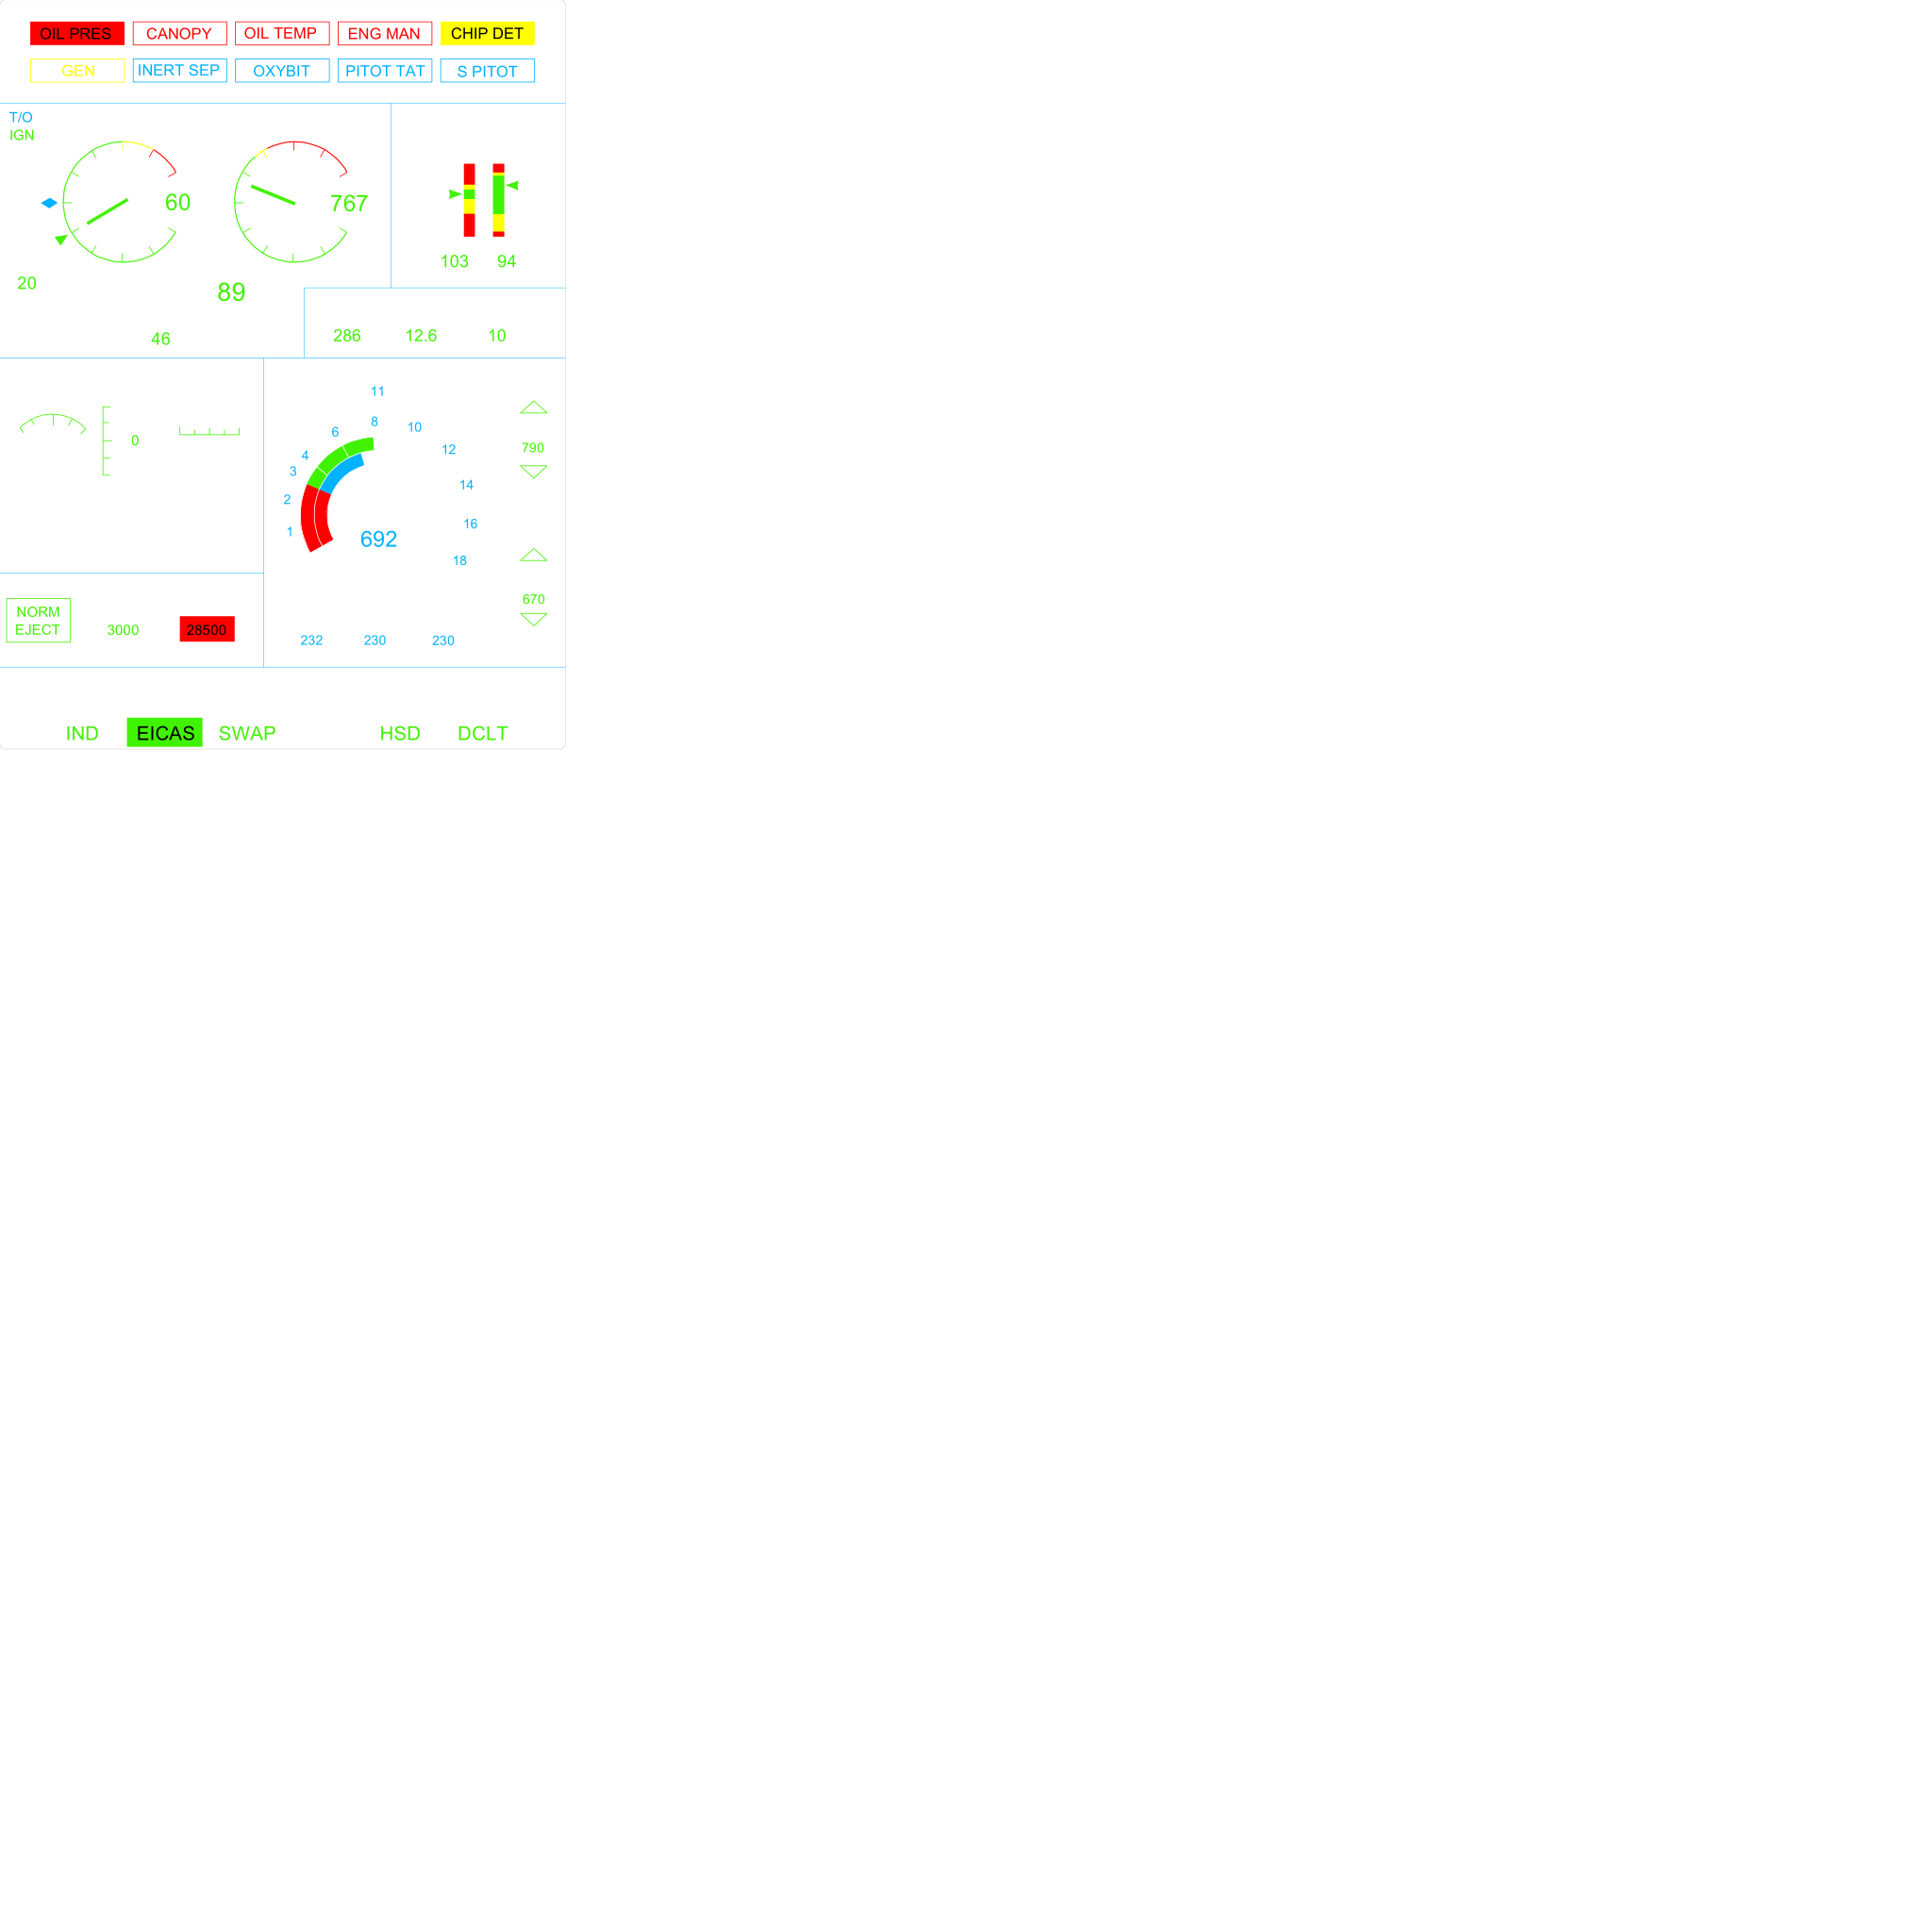 OIL PRES CANOPY OIL TEMP ENG MAN CHIP DET
GEN INERT SEP OXYBIT PITOT TAT S PITOT
T/O
IGN
60 767
103 94
20
89
286 12.6 10
46
11
8
10
6
0
12
790
4
3
14
2
16
1
692
18
670
NORM
EJECT
3000 28500
232 230 230
IND EICAS SWAP HSD DCLT